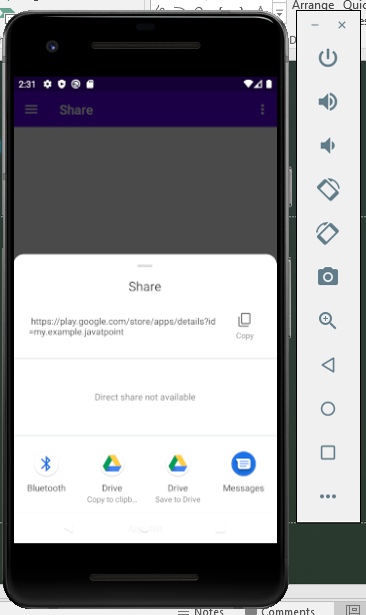 Arrange
Quic
2:31
Share
Share
https://play.google.com/store/apps/details?id
=my.example.javatpoint
Copy
Direct share not available
Bluetooth
Drive
Copy to clipb...
Drive
Save to Drive
Messages
Notes
Comments